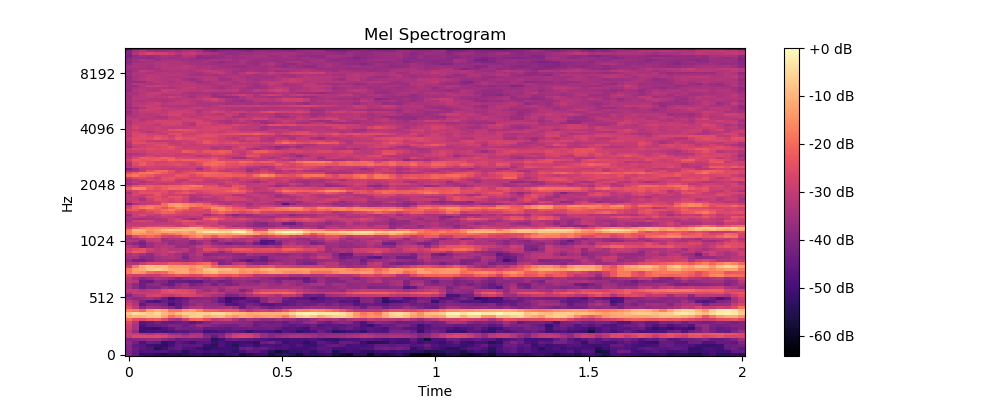 Mel Spectrogram
8192
4096
2048
1024
512
0
Hz
0
0.5
1
1.5
2
Time
+0 dB
-10 dB
-20 dB
-30 dB
-40 dB
-50 dB
-60 dB